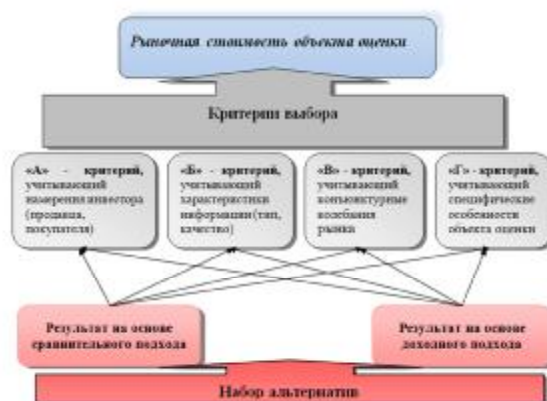 Рыночная стоимость объекта оценки
Критерии выбора
«А» - критерий,
учитывающий
намерения инвестора
(продавца,
покупателя)
«Б» - критерий,
учитывающий
характеристики
информации (тип,
качество)
«В» - критерий,
учитывающий
конъюнктурные
колебания
рынка
«Г» - критерий,
учитывающий
специфические
особенности
объекта оценки
Результат на основе
сравнительного подхода
Результат на основе
доходного подхода
Набор альтернатив